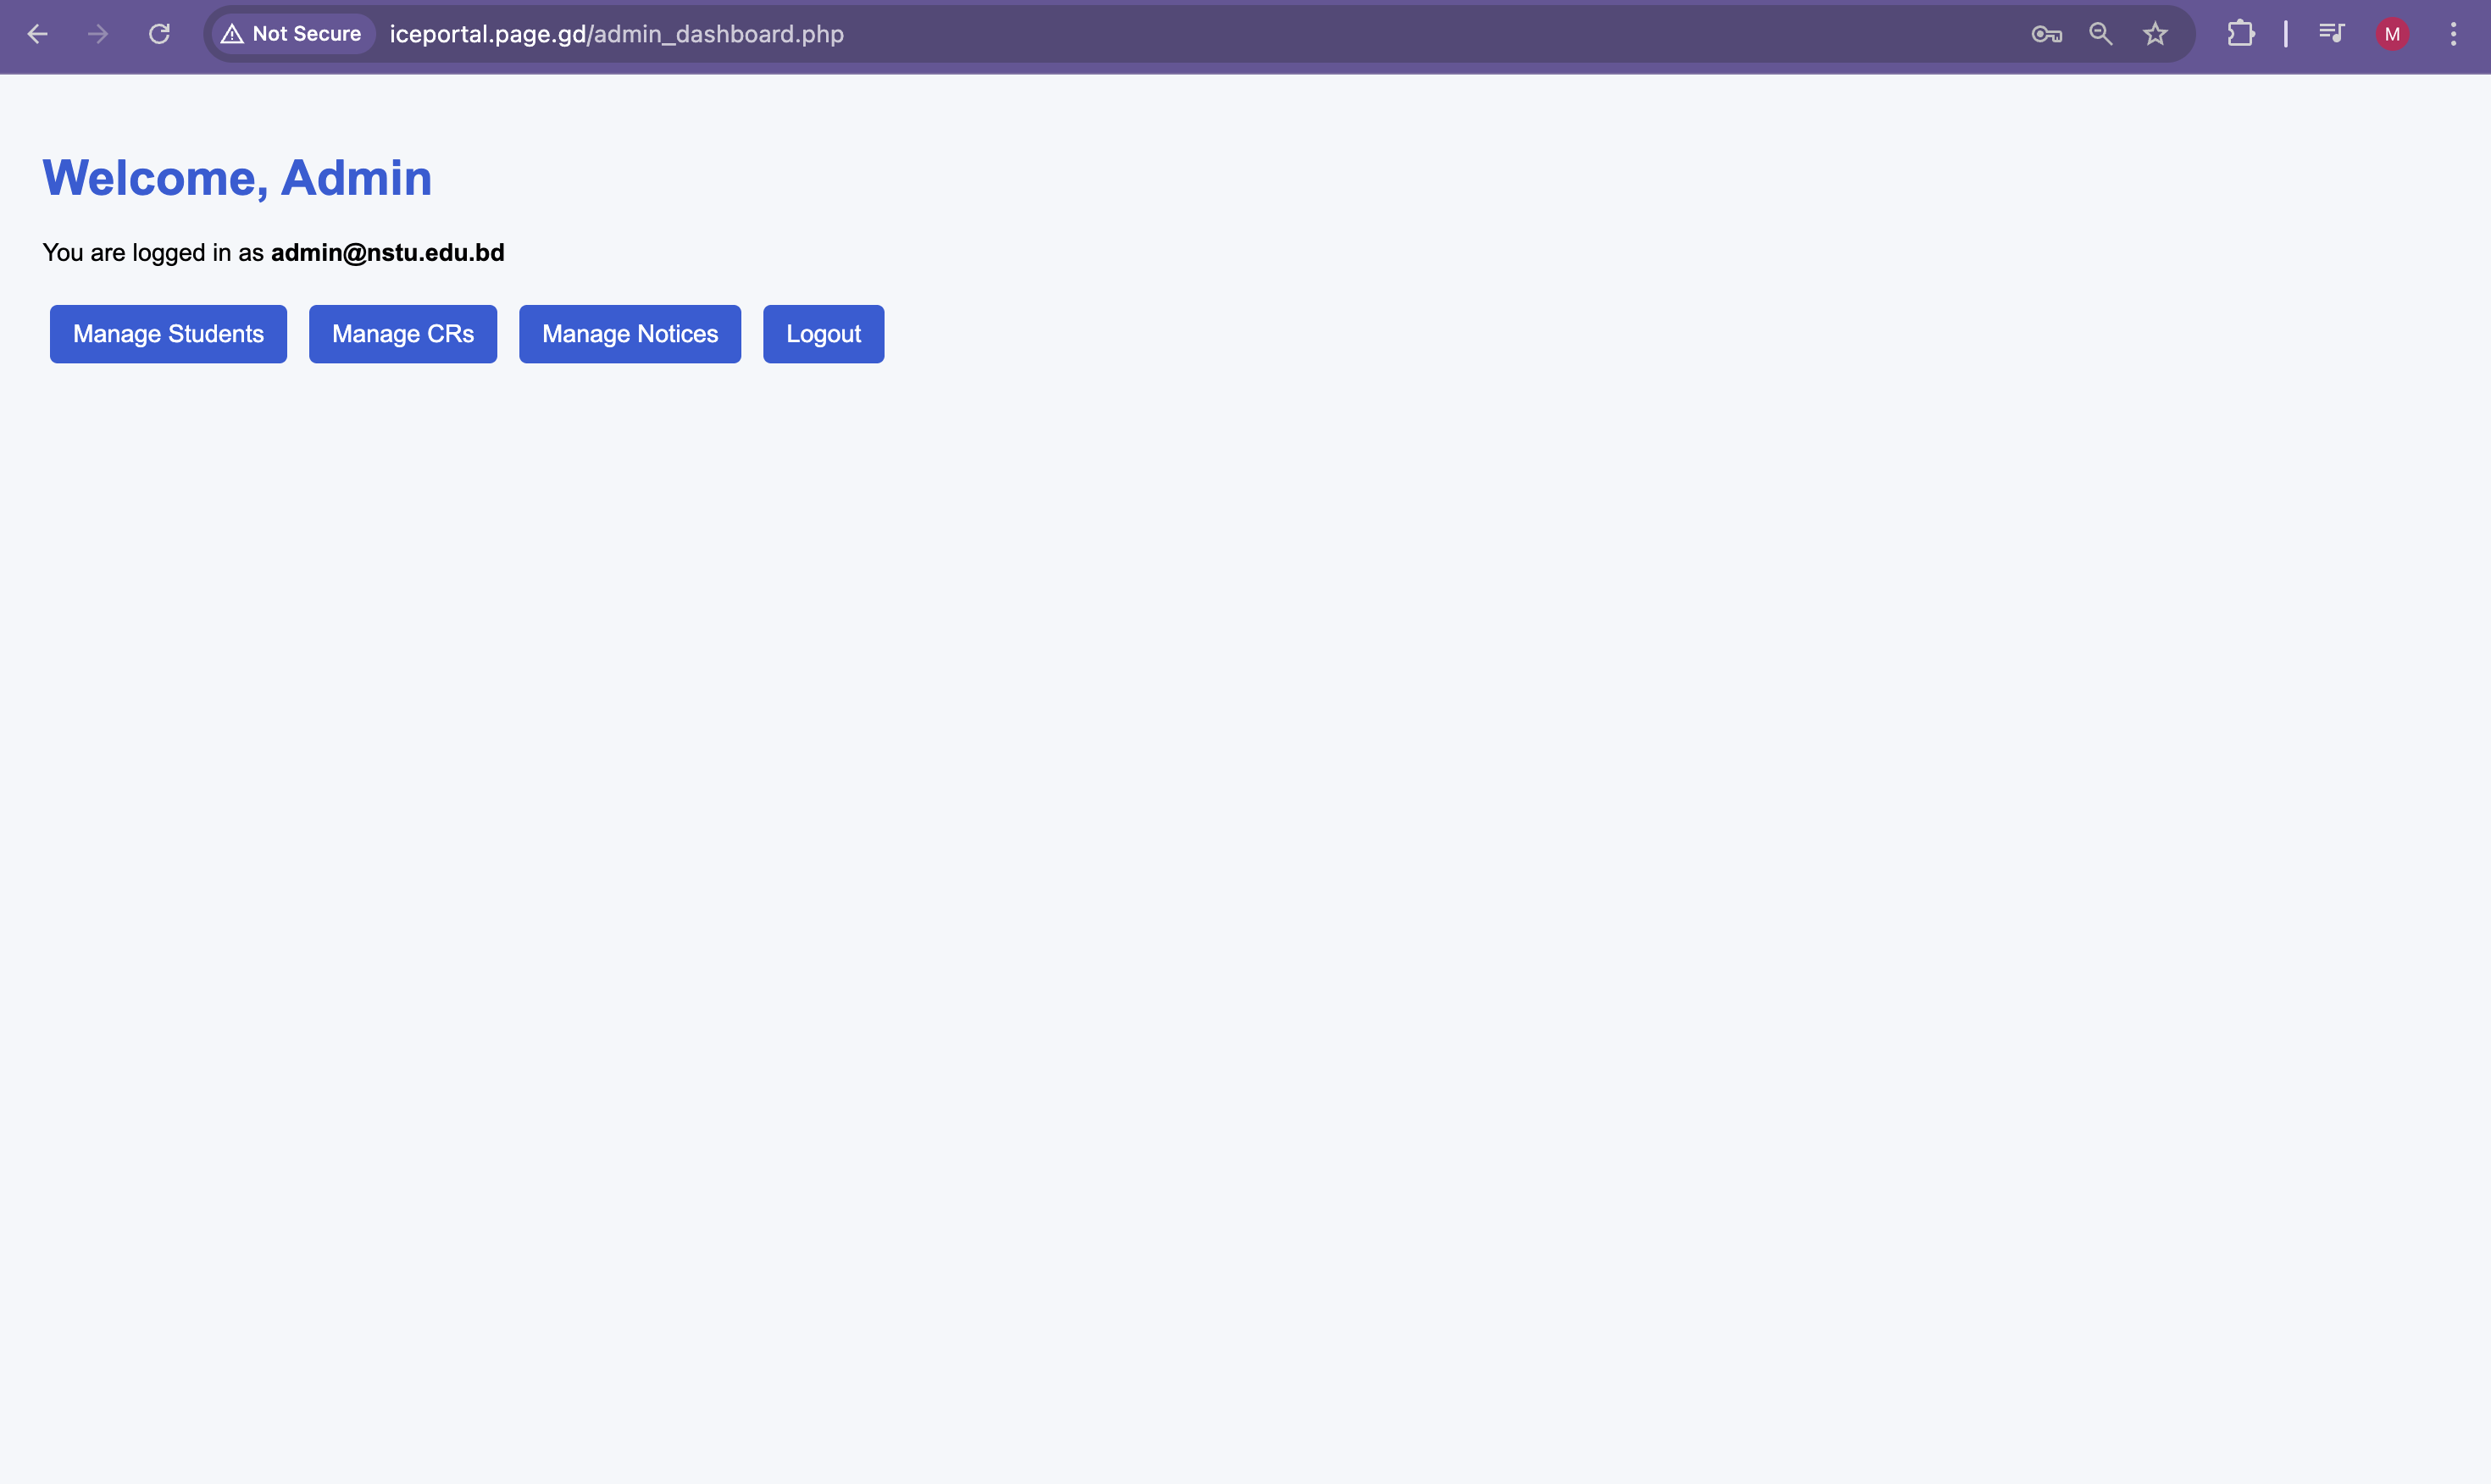 Not Secure iceportal.page.gd/admin_dashboard.php M
Welcome, Admin
You are logged in as admin@nstu.edu.bd
Manage Students Manage CRs Manage Notices Logout